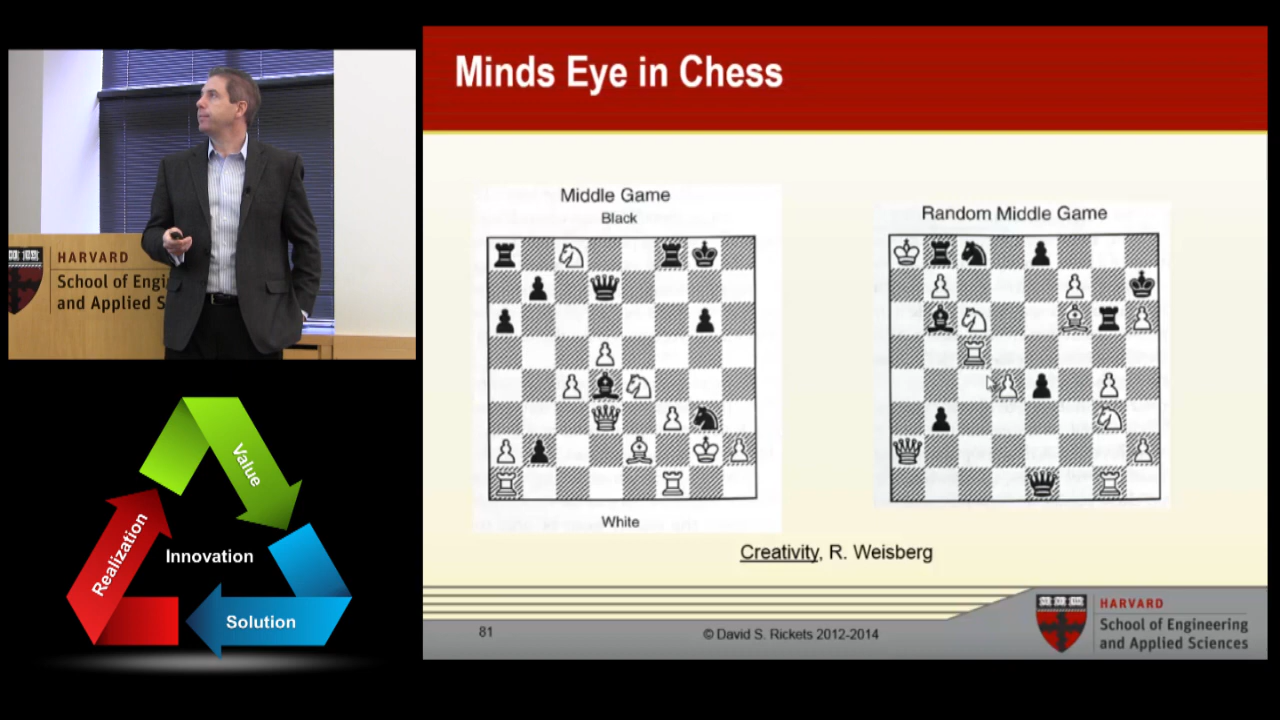 Minds Eye in Chess
Middle Game
Black
White
Random Middle Game
Creativity, R. Weisberg
81
© David S. Rickets 2012-2014
HARVARD
School of Engineering
and Applied Sciences
HARVARD
School of Engi
and Applied S
Value
Realization
Innovation
Solution